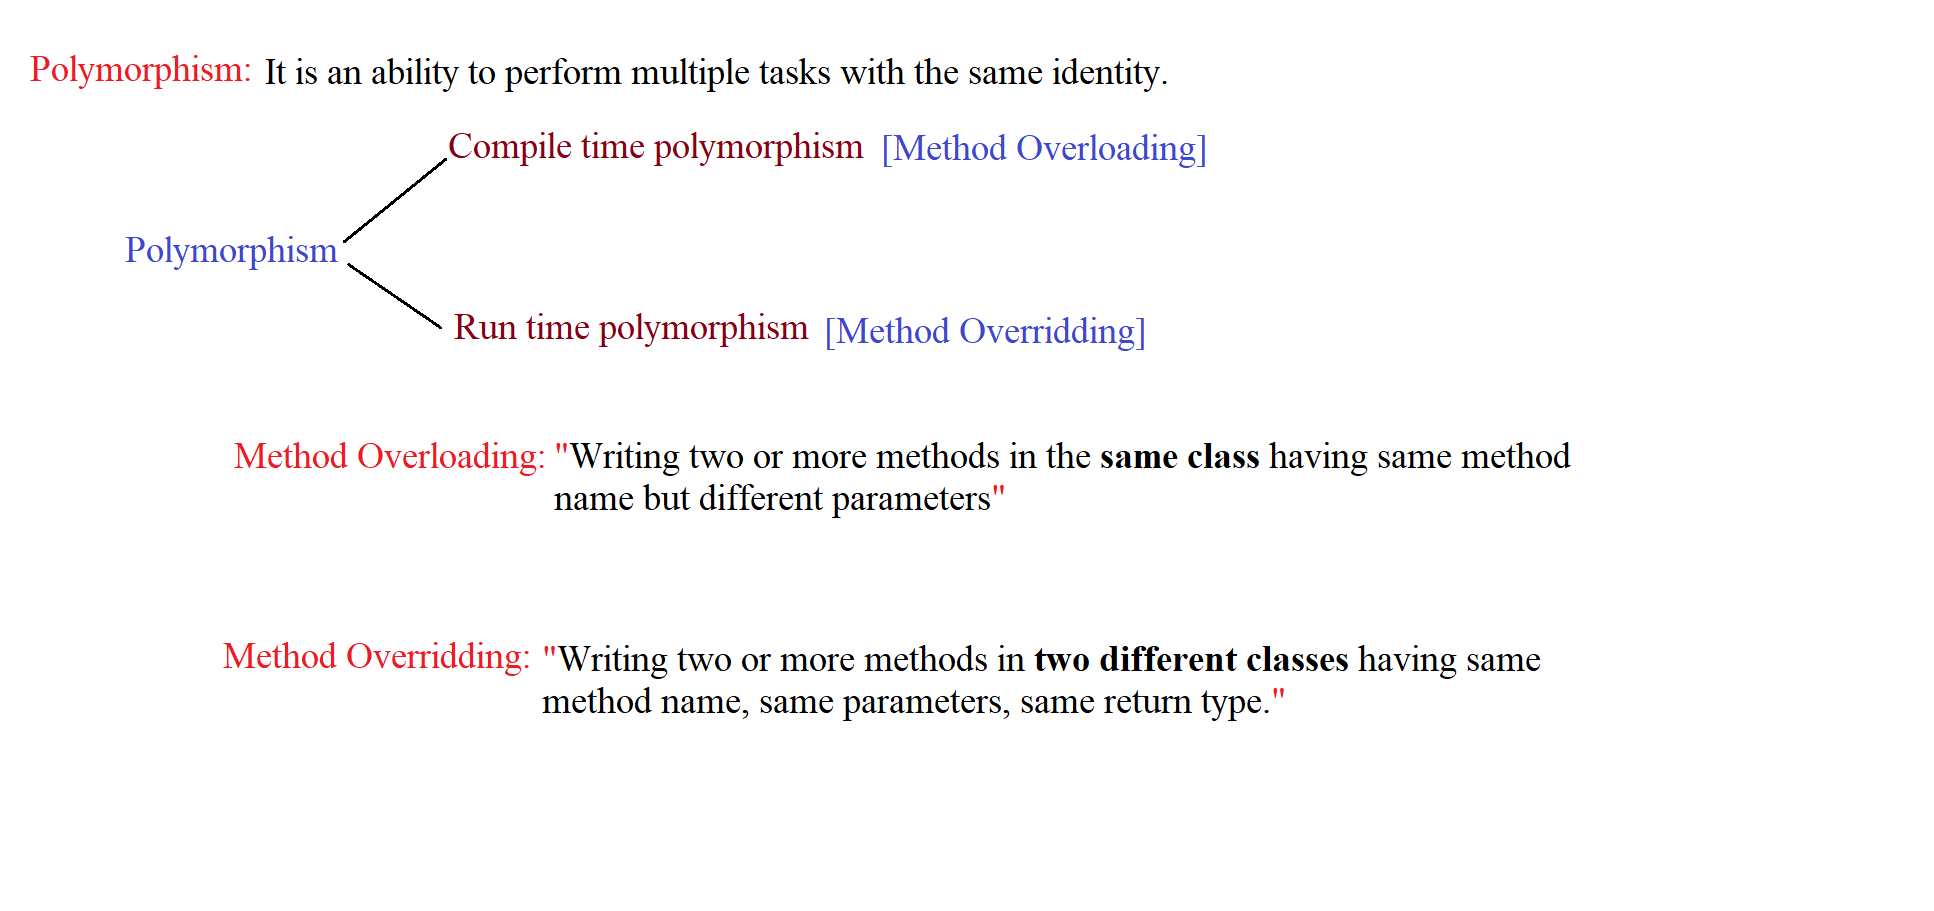 Polymorphism: It is an ability to perform multiple tasks with the same identity.
Compile time polymorphism [Method Overloading]
Polymorphism
Run time polymorphism [Method Overridding]
Method Overloading: "Writing two or more methods in the same class having same method
name but different parameters"
Method Overridding: "Writing two or more methods in two different classes having same
method name, same parameters, same return type."